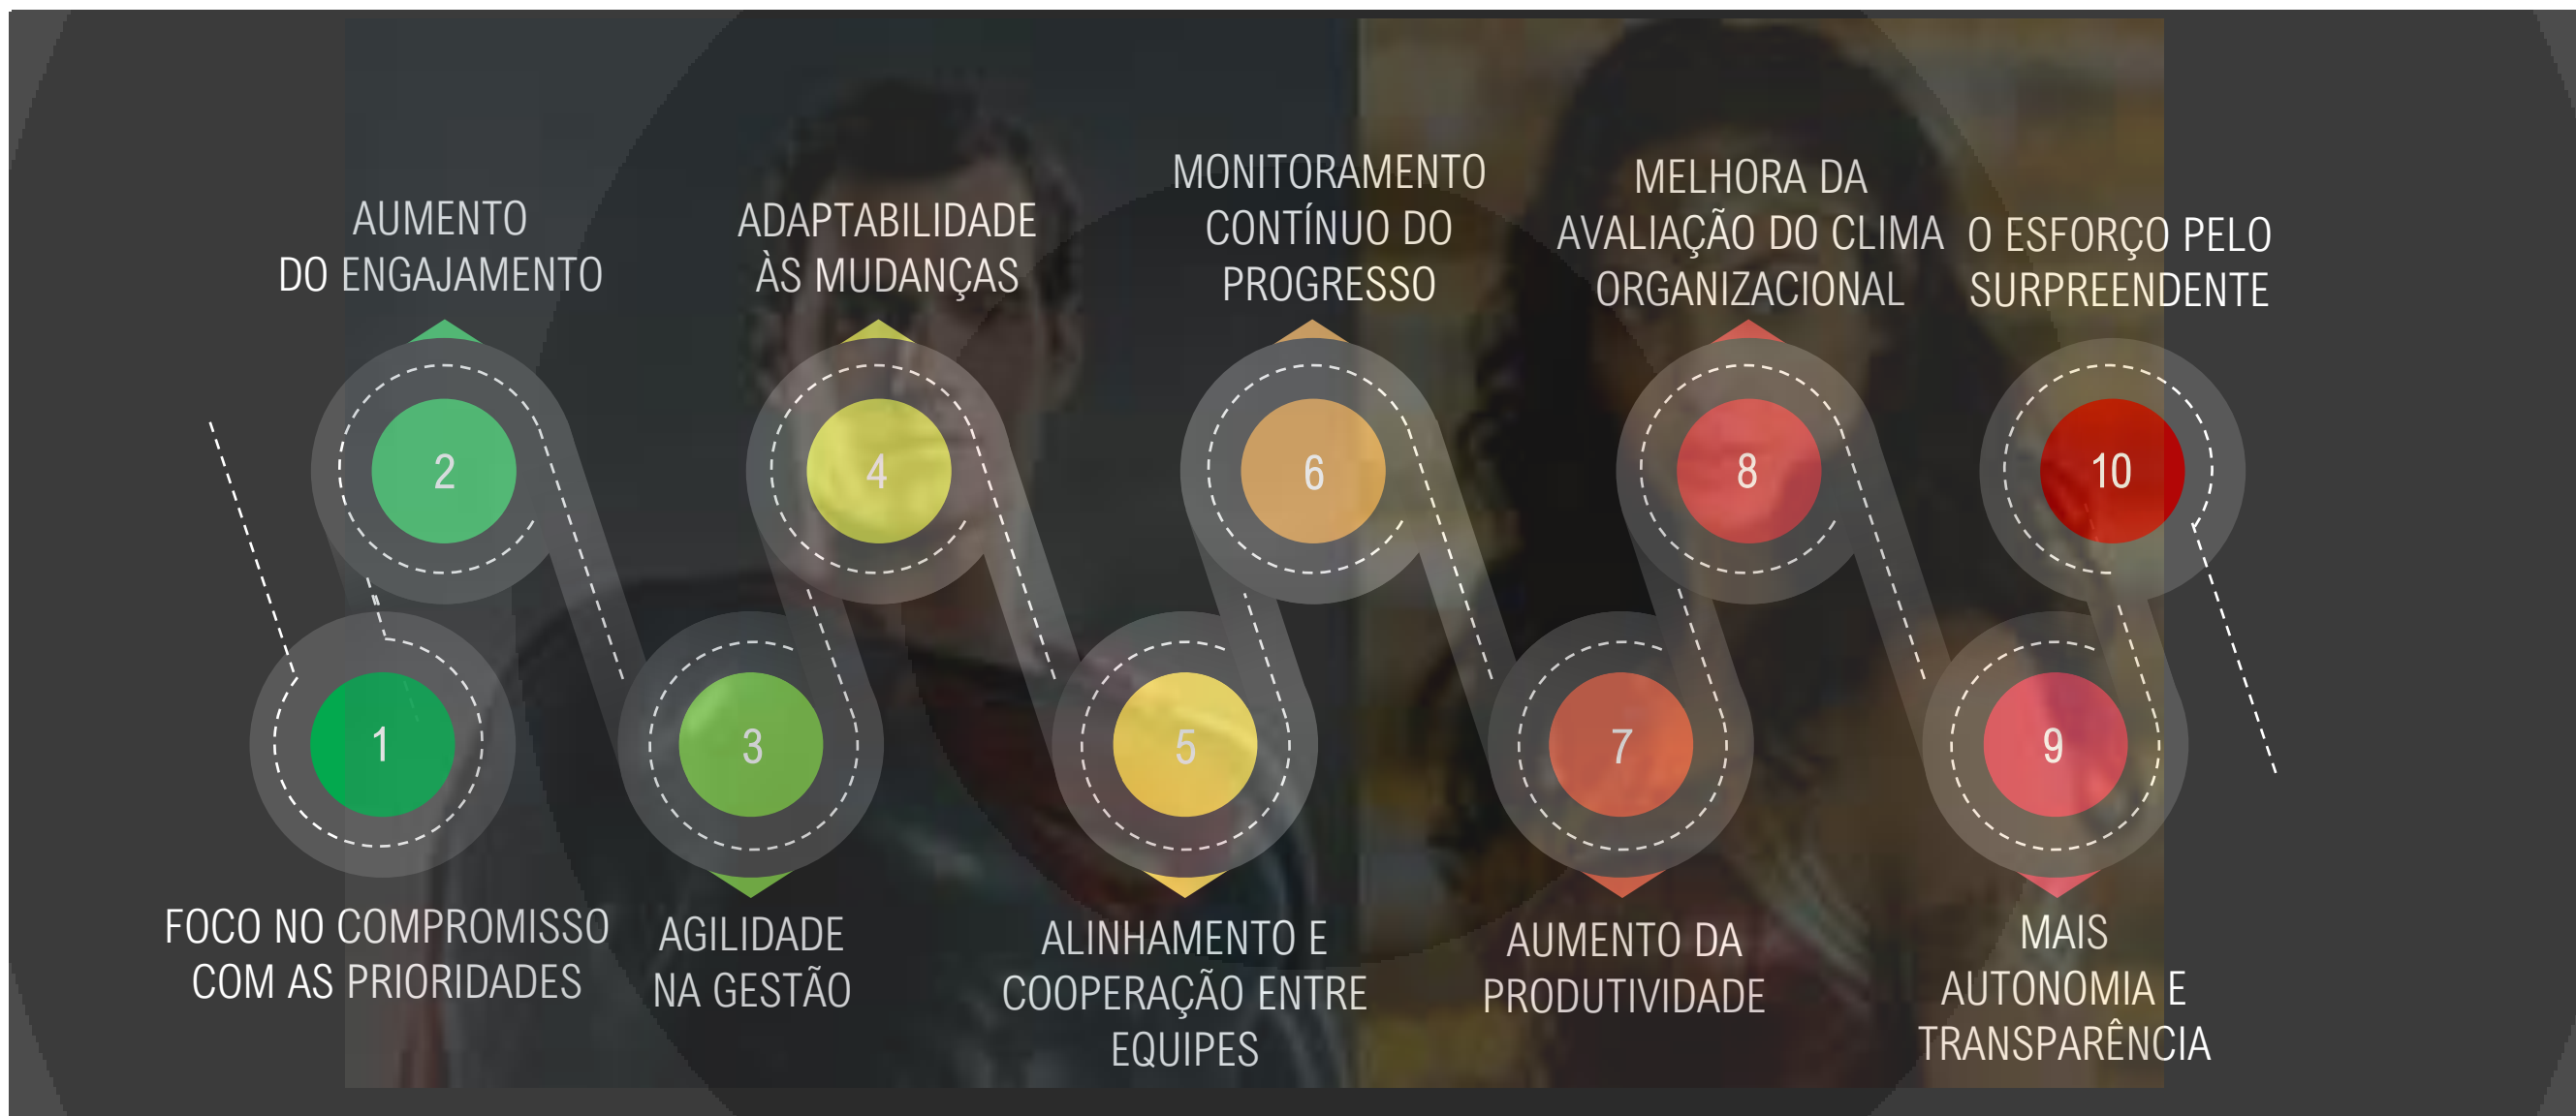 1
FOCO NO COMPROMISSO
COM AS PRIORIDADES
2
AUMENTO
DO ENGAJAMENTO
3
AGILIDADE
NA GESTÃO
4
ADAPTABILIDADE
ÀS MUDANÇAS
5
ALINHAMENTO E
COOPERAÇÃO ENTRE
EQUIPES
6
MONITORAMENTO
CONTÍNUO DO
PROGRESSO
7
AUMENTO DA
PRODUTIVIDADE
8
MELHORA DA
AVALIAÇÃO DO CLIMA
ORGANIZACIONAL
9
MAIS
AUTONOMIA E
TRANSPARÊNCIA
10
O ESFORÇO PELO
SURPREENDENTE